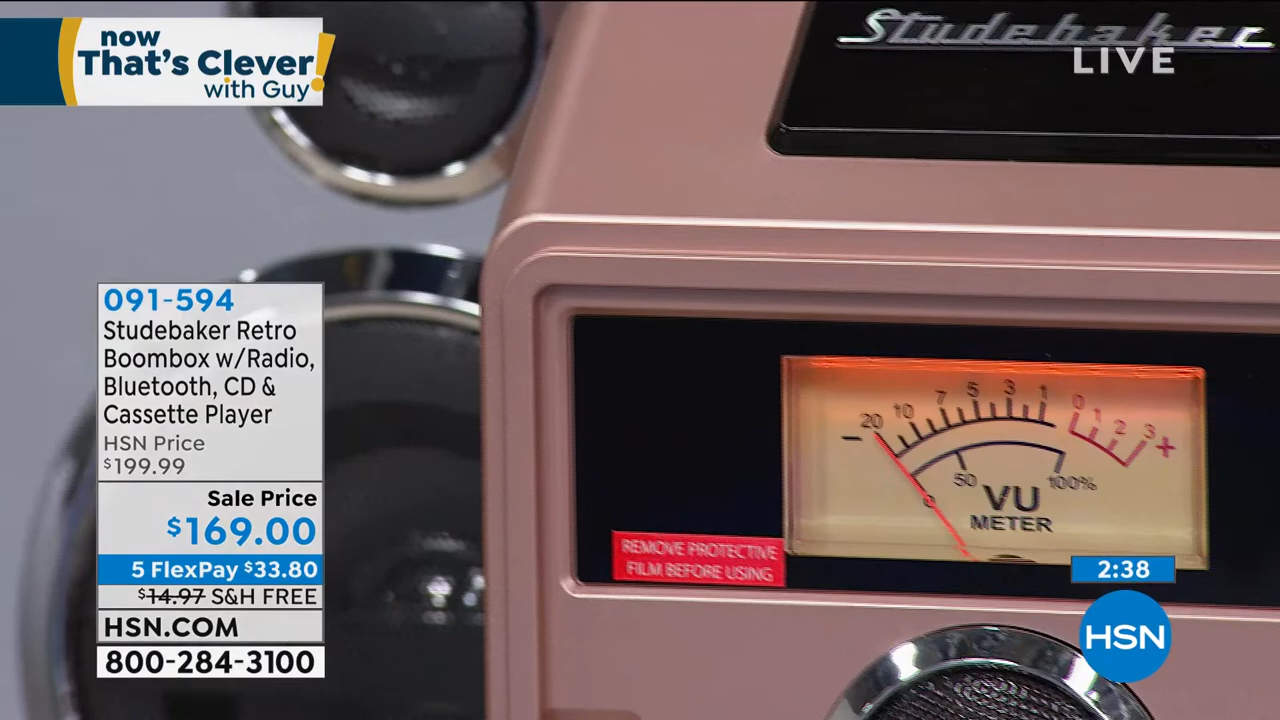 now
That's Clever!
with Guy
Studebaker
LIVE
091-594
Studebaker Retro
Boombox w/Radio,
Bluetooth, CD &
Cassette Player
HSN Price
$199.99
Sale Price
$169.00
5 FlexPay $33.80
$14.97 S&H FREE
HSN.COM
800-284-3100
20 10 7 5 3 1 0 1 2 3
- +
0 50 100%
VU
METER
REMOVE PROTECTIVE
FILM BEFORE USING
2:38
HSN